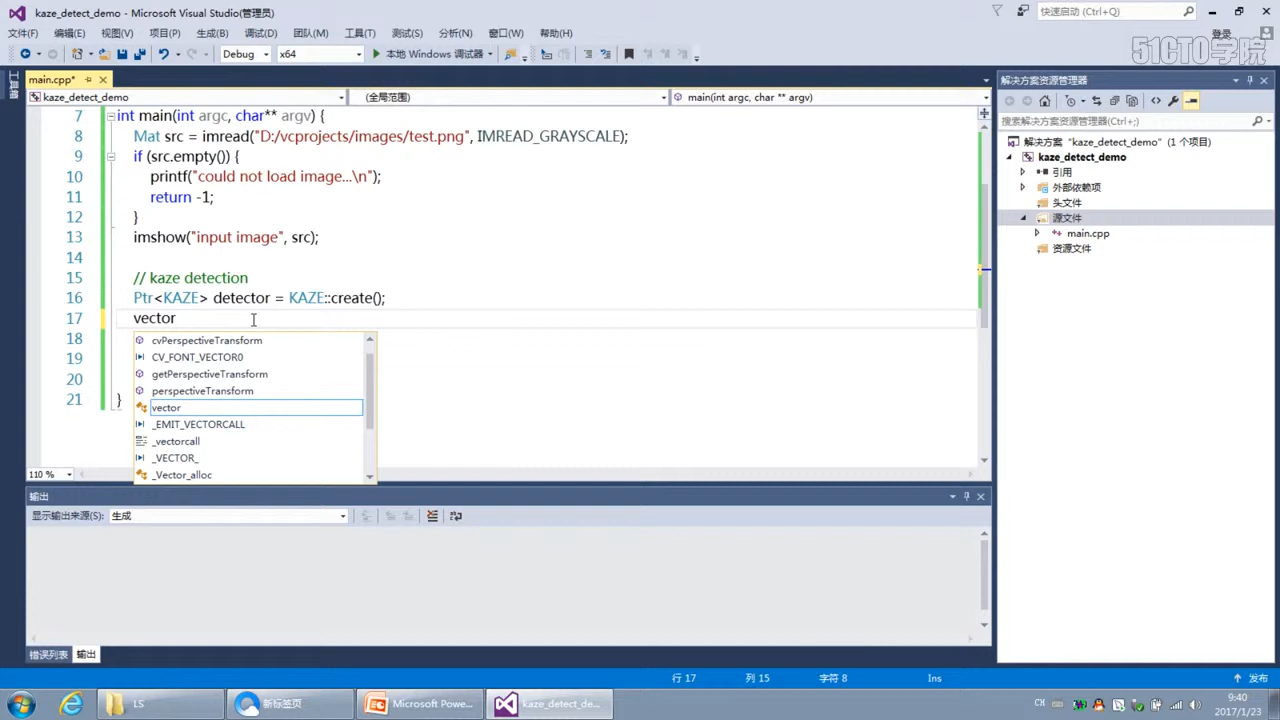 kaze_detect_demo - Microsoft Visual Studio(管理员)
快速启动 (Ctrl+Q)
文件(F) 编辑(E) 视图(V) 项目(P) 生成(B) 调试(D) 团队(M) 工具(T) 测试(S) 分析(N) 窗口(W) 帮助(H)
登录
51CTO学院
Debug x64 本地 Windows 调试器
工具箱
main.cpp*
kaze_detect_demo (全局范围) main(int argc, char ** argv)
7 int main(int argc, char** argv) {
8 Mat src = imread("D:/vcprojects/images/test.png", IMREAD_GRAYSCALE);
9 if (src.empty()) {
10 printf("could not load image...\n");
11 return -1;
12 }
13 imshow("input image", src);
14
15 // kaze detection
16 Ptr<KAZE> detector = KAZE::create();
17 vector
18
19
20
21 }
cvPerspectiveTransform
CV_FONT_VECTOR0
getPerspectiveTransform
perspectiveTransform
vector
_EMIT_VECTORCALL
_vectorcall
_VECTOR_
_Vector_alloc
110 %
输出
显示输出来源(S): 生成
错误列表 输出
解决方案资源管理器
搜索解决方案资源管理器(Ctrl+;)
解决方案 "kaze_detect_demo" (1 个项目)
kaze_detect_demo
引用
外部依赖项
头文件
源文件
main.cpp
资源文件
行 17 列 15 字符 8 Ins 发布
LS 新标签页 Microsoft Powe... kaze_detect_de...
CH
9:40
2017/1/23